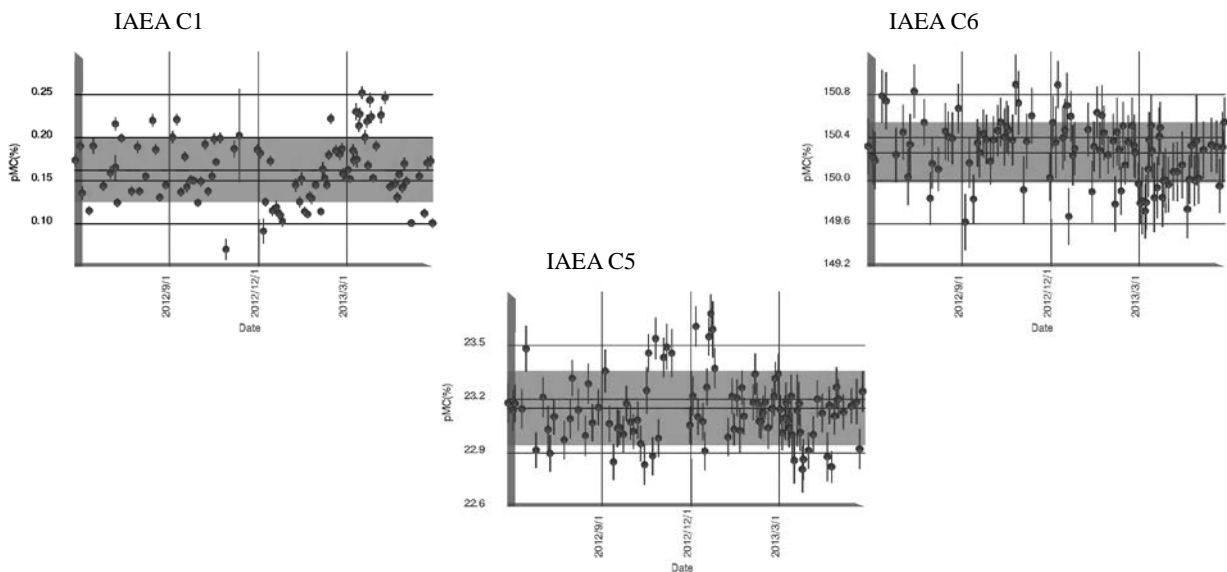 IAEA C1
0.25
0.20
0.15
0.10
pMC(%)
2012/9/1
2012/12/1
2013/3/1
Date
IAEA C6
150.8
150.4
150.0
149.6
149.2
pMC(%)
2012/9/1
2012/12/1
2013/3/1
Date
IAEA C5
23.5
23.2
22.9
22.6
pMC(%)
2012/9/1
2012/12/1
2013/3/1
Date